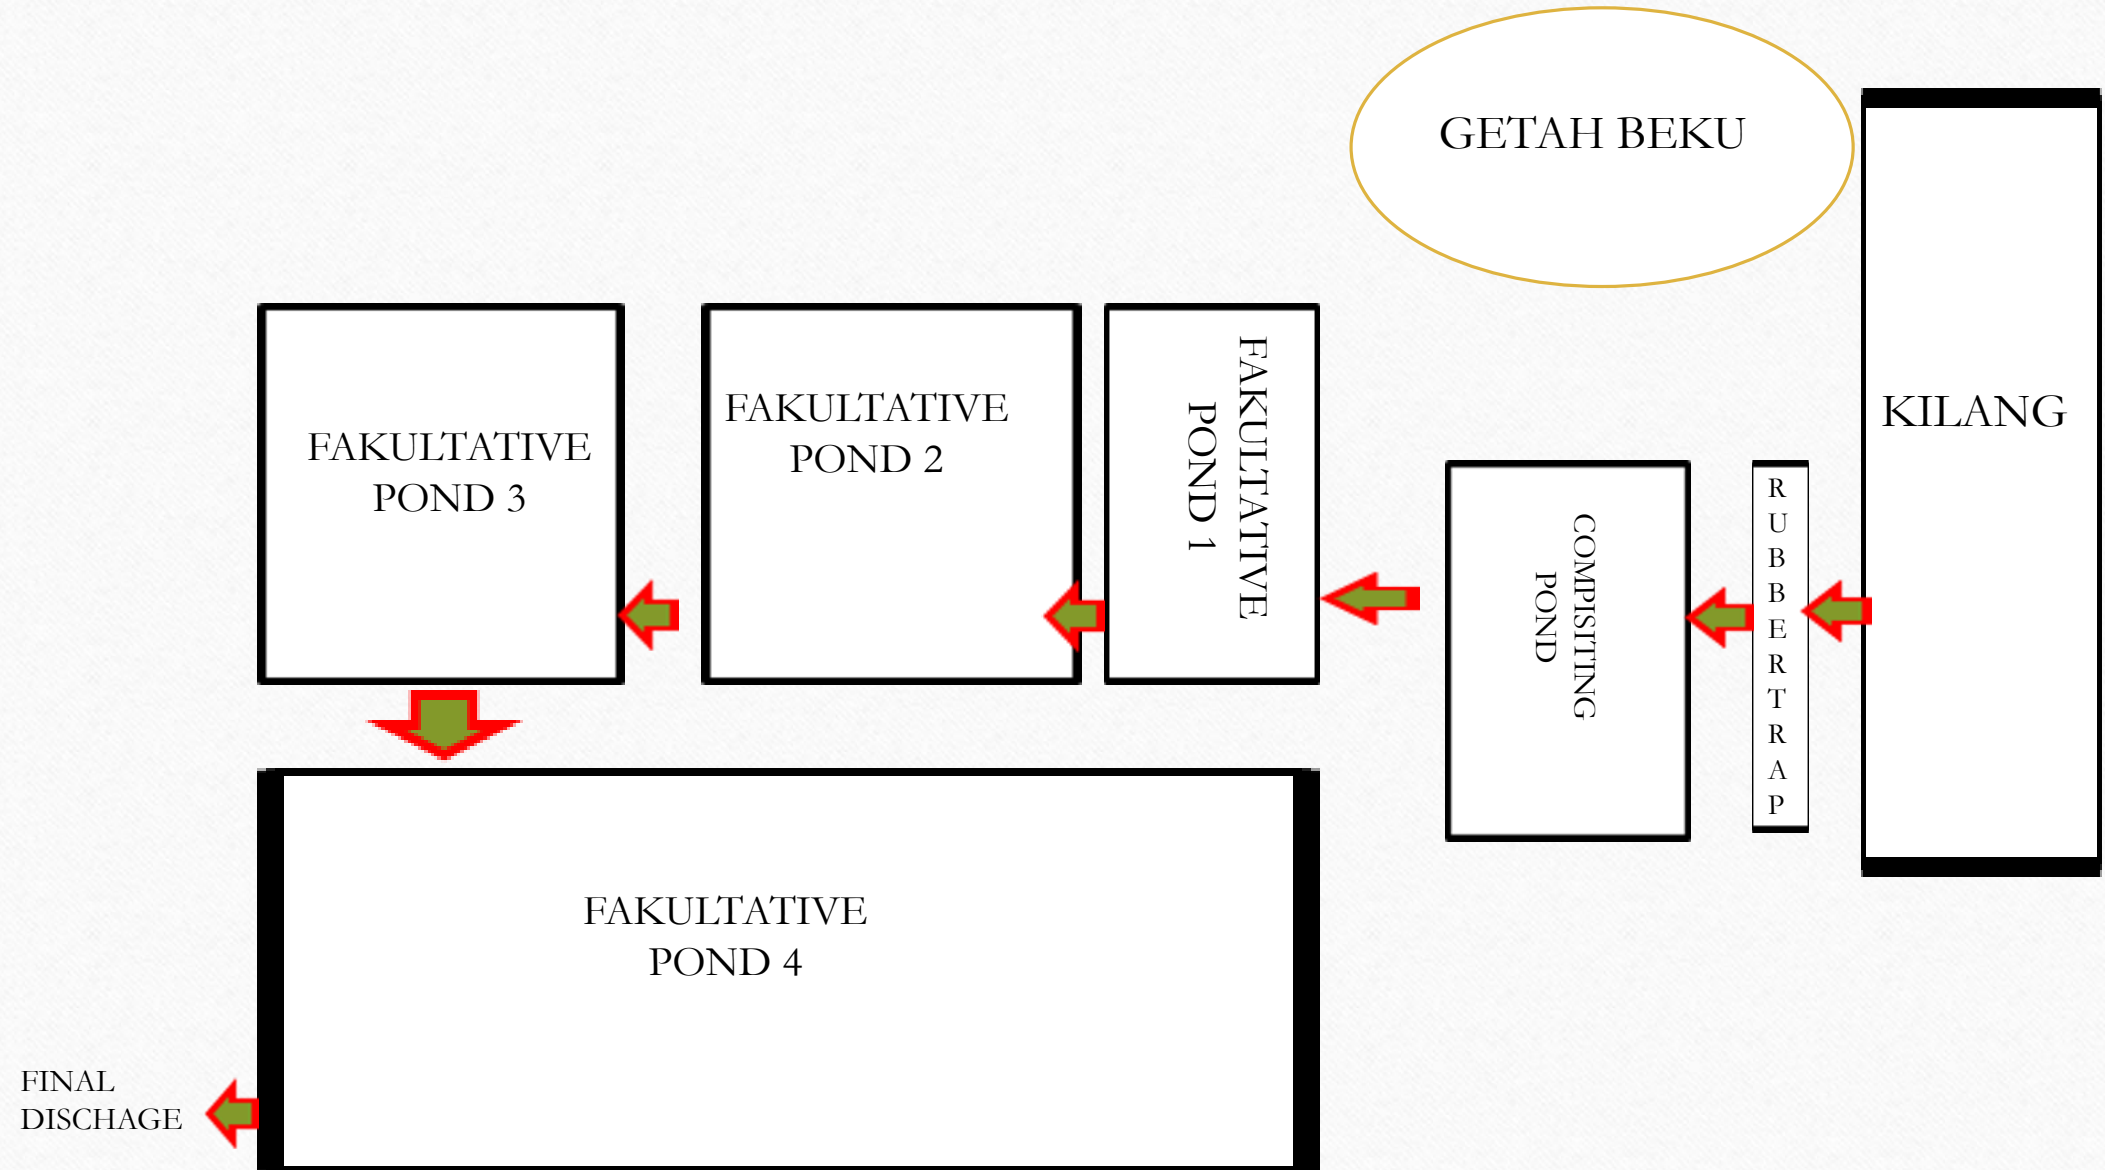 GETAH BEKU
KILANG
RUBBERTRAP
COMPISITING
POND
FAKULTATIVE
POND 1
FAKULTATIVE
POND 2
FAKULTATIVE
POND 3
FAKULTATIVE
POND 4
FINAL
DISCHAGE